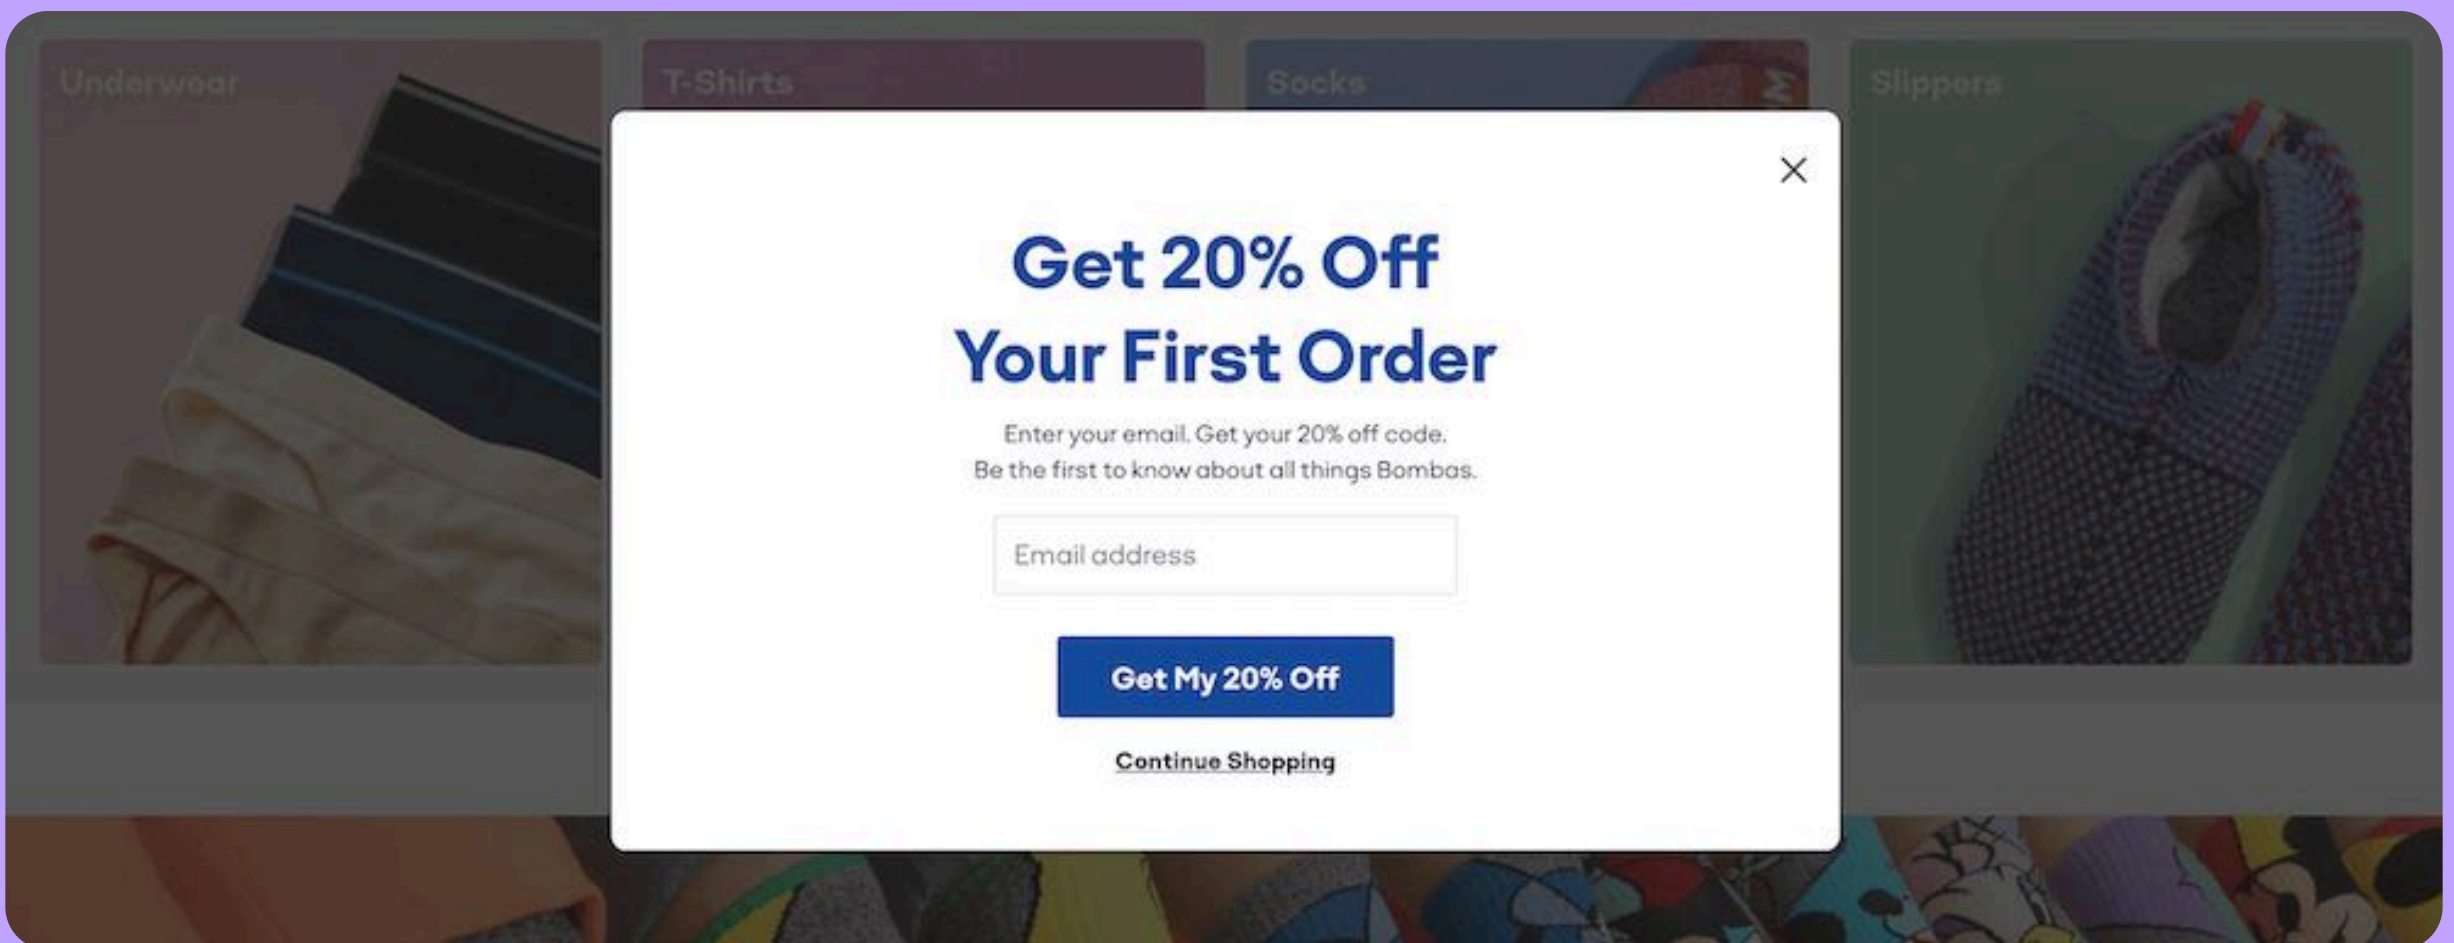 Underwear
T-Shirts
Socks
Slippers
Get 20% Off
Your First Order
Enter your email. Get your 20% off code.
Be the first to know about all things Bombas.
Email address
Get My 20% Off
Continue Shopping